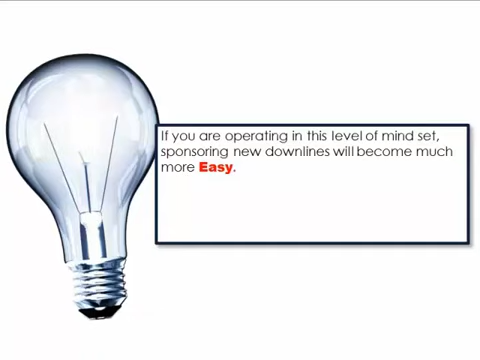 If you are operating in this level of mind set,
sponsoring new downlines will become much
more Easy.